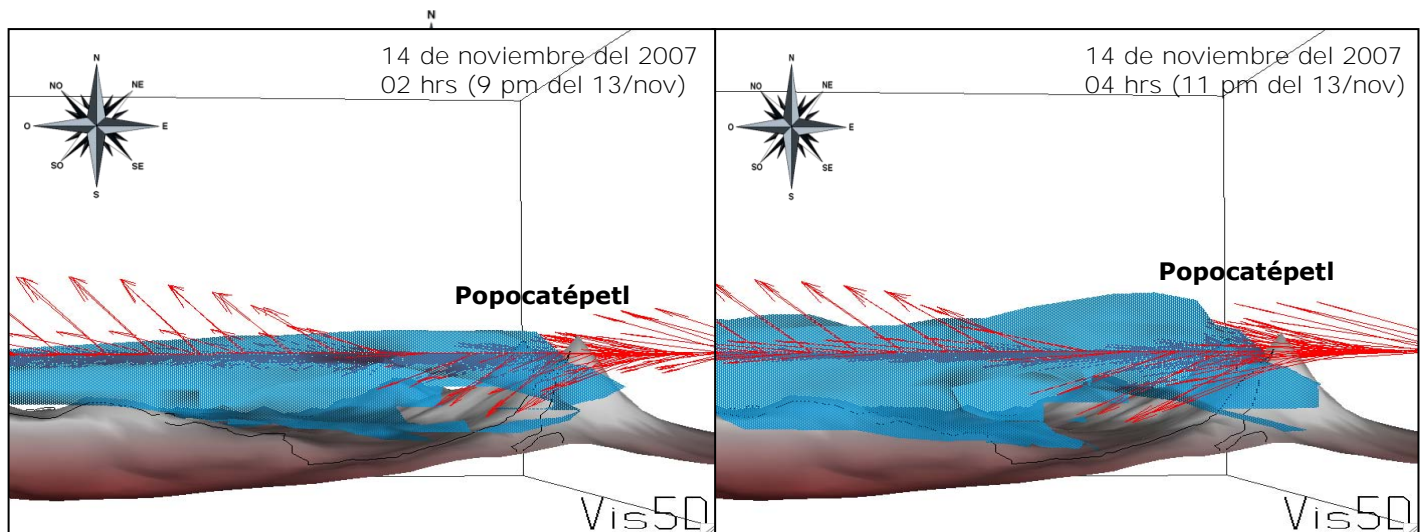 N
14 de noviembre del 2007
02 hrs (9 pm del 13/nov)
N
NO NE
O E
SO SE
S
Popocatépetl
Vis5D
14 de noviembre del 2007
04 hrs (11 pm del 13/nov)
N
NO NE
O E
SO SE
S
Popocatépetl
Vis5D